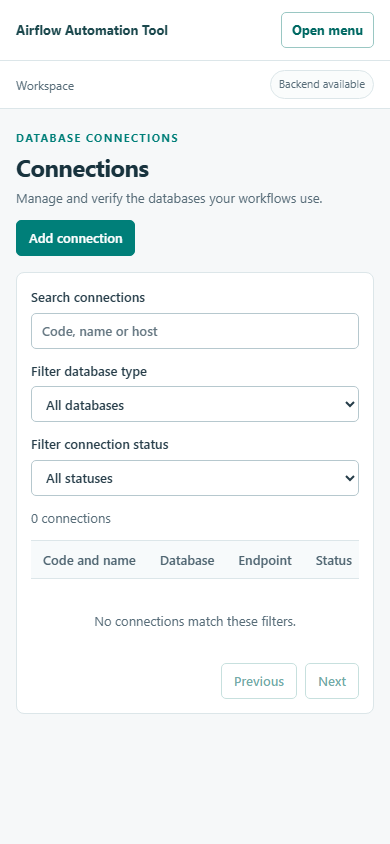 Airflow Automation Tool
Open menu
Workspace
Backend available
DATABASE CONNECTIONS
Connections
Manage and verify the databases your workflows use.
Add connection
Search connections
Code, name or host
Filter database type
All databases
Filter connection status
All statuses
0 connections
Code and name Database Endpoint Status
No connections match these filters.
Previous Next